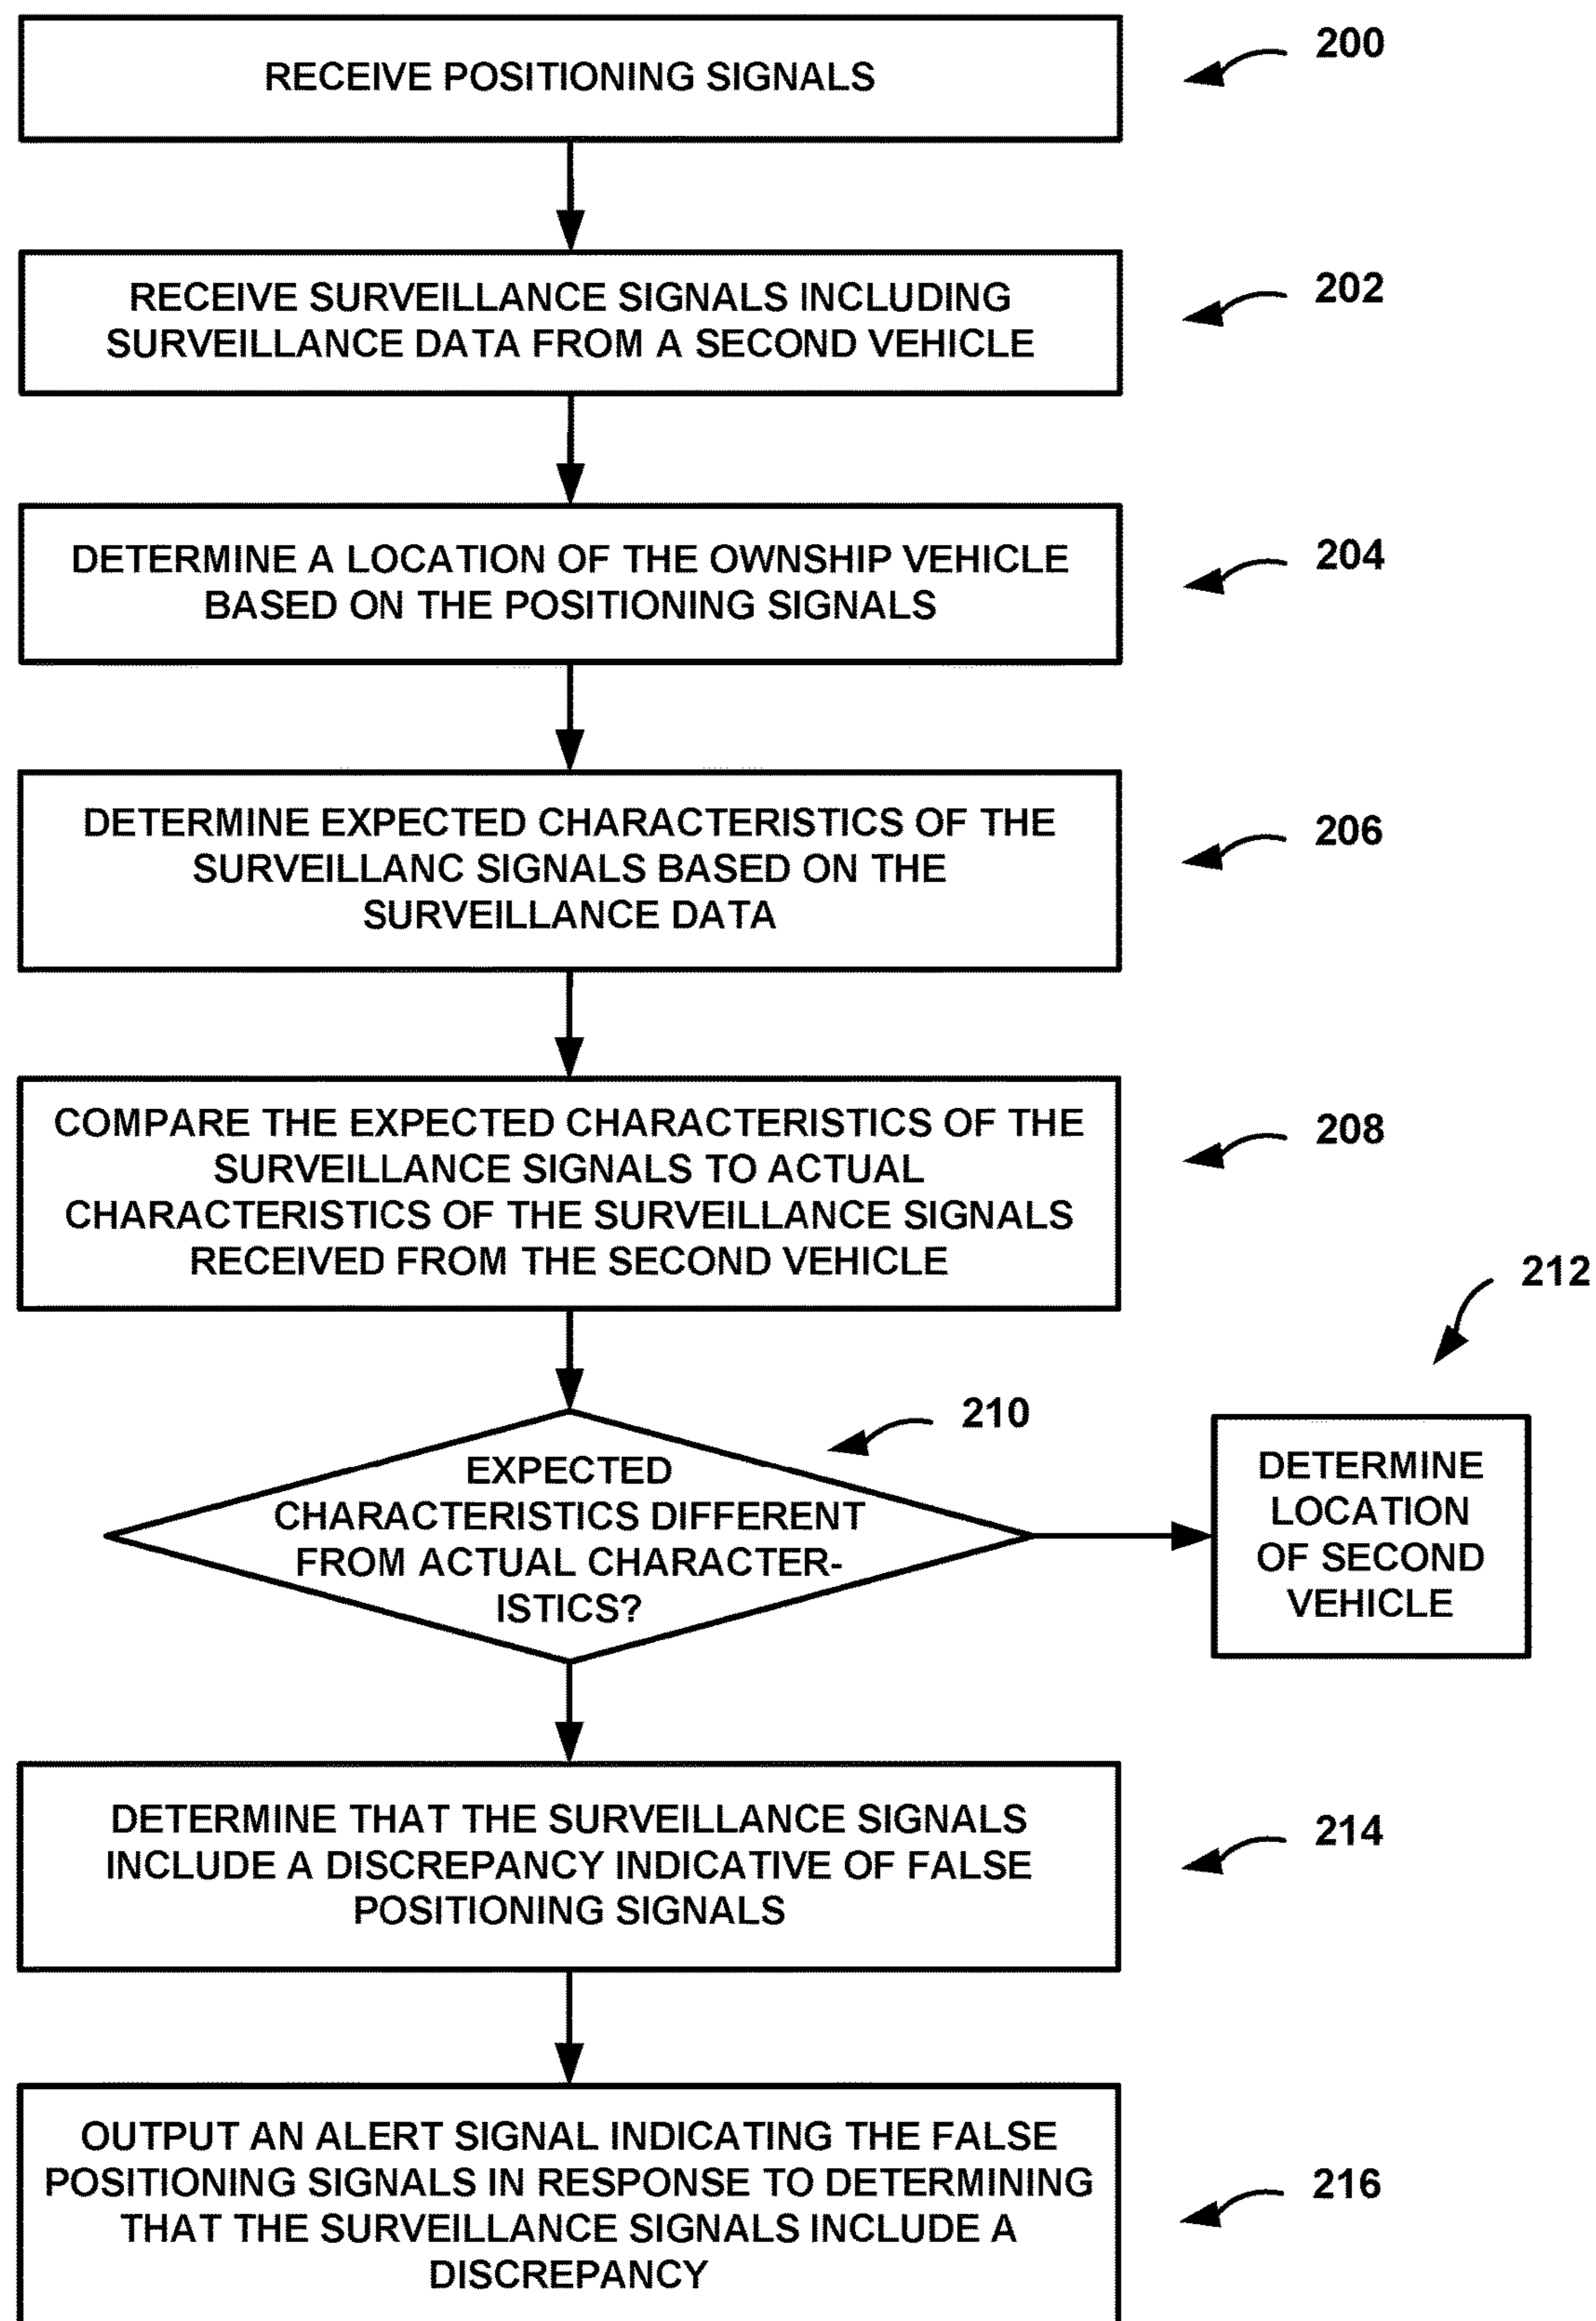 RECEIVE POSITIONING SIGNALS
200
RECEIVE SURVEILLANCE SIGNALS INCLUDING
SURVEILLANCE DATA FROM A SECOND VEHICLE
202
DETERMINE A LOCATION OF THE OWNSHIP VEHICLE
BASED ON THE POSITIONING SIGNALS
204
DETERMINE EXPECTED CHARACTERISTICS OF THE
SURVEILLANC SIGNALS BASED ON THE
SURVEILLANCE DATA
206
COMPARE THE EXPECTED CHARACTERISTICS OF THE
SURVEILLANCE SIGNALS TO ACTUAL
CHARACTERISTICS OF THE SURVEILLANCE SIGNALS
RECEIVED FROM THE SECOND VEHICLE
208
EXPECTED
CHARACTERISTICS DIFFERENT
FROM ACTUAL CHARACTER-
ISTICS?
210
DETERMINE
LOCATION
OF SECOND
VEHICLE
212
DETERMINE THAT THE SURVEILLANCE SIGNALS
INCLUDE A DISCREPANCY INDICATIVE OF FALSE
POSITIONING SIGNALS
214
OUTPUT AN ALERT SIGNAL INDICATING THE FALSE
POSITIONING SIGNALS IN RESPONSE TO DETERMINING
THAT THE SURVEILLANCE SIGNALS INCLUDE A
DISCREPANCY
216